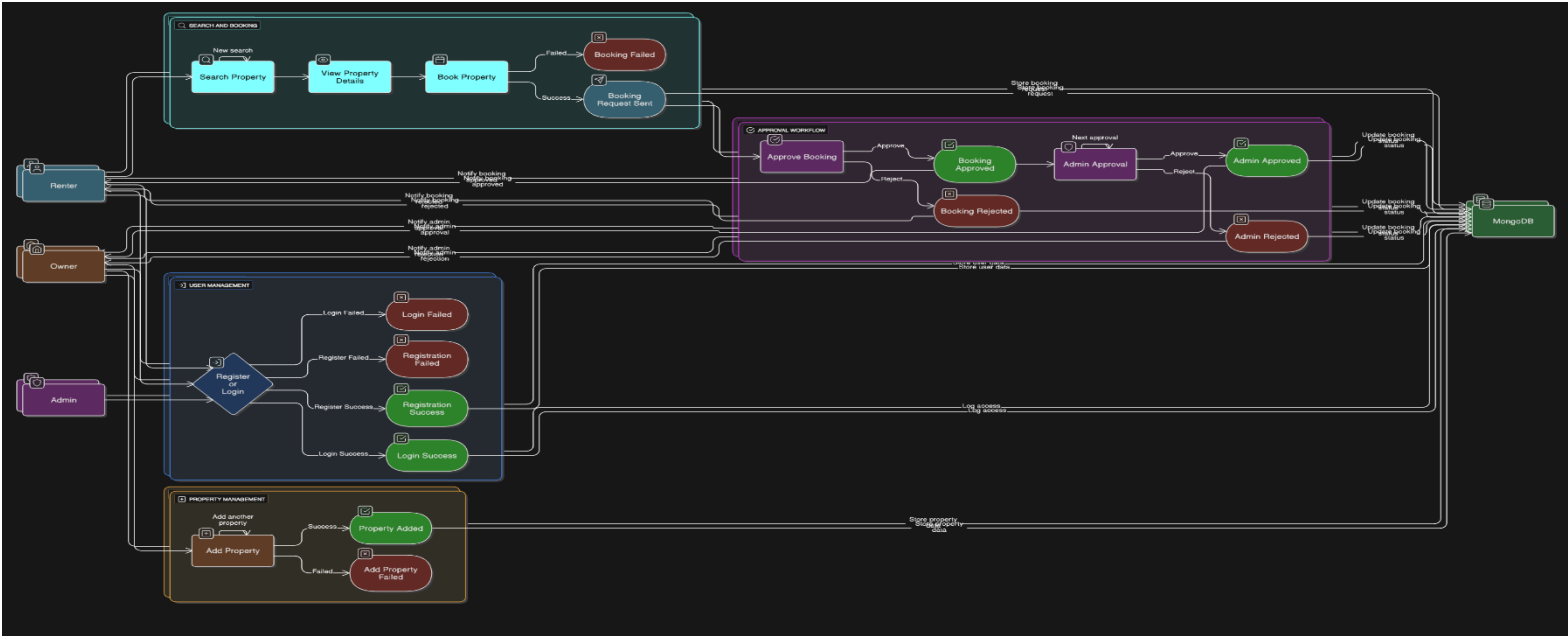 SEARCH AND BOOKING
New search
Search Property
View Property
Details
Book Property
Failed
Booking Failed
Success
Booking
Request Sent
Store booking
request
APPROVAL WORKFLOW
Approve Booking
Approve
Reject
Booking
Approved
Booking Rejected
Next approval
Admin Approval
Approve
Reject
Admin Approved
Admin Rejected
Update booking
status
Update booking
status
Update booking
status
MongoDB
Renter
Notify booking
approved
Notify booking
rejected
Owner
Notify admin
approval
Notify admin
rejection
Store user data
USER MANAGEMENT
Register
or
Login
Login Failed
Login Failed
Register Failed
Registration
Failed
Register Success
Registration
Success
Login Success
Login Success
Admin
Log access
Log access
PROPERTY MANAGEMENT
Add another
property
Add Property
Success
Property Added
Failed
Add Property
Failed
Store property
data